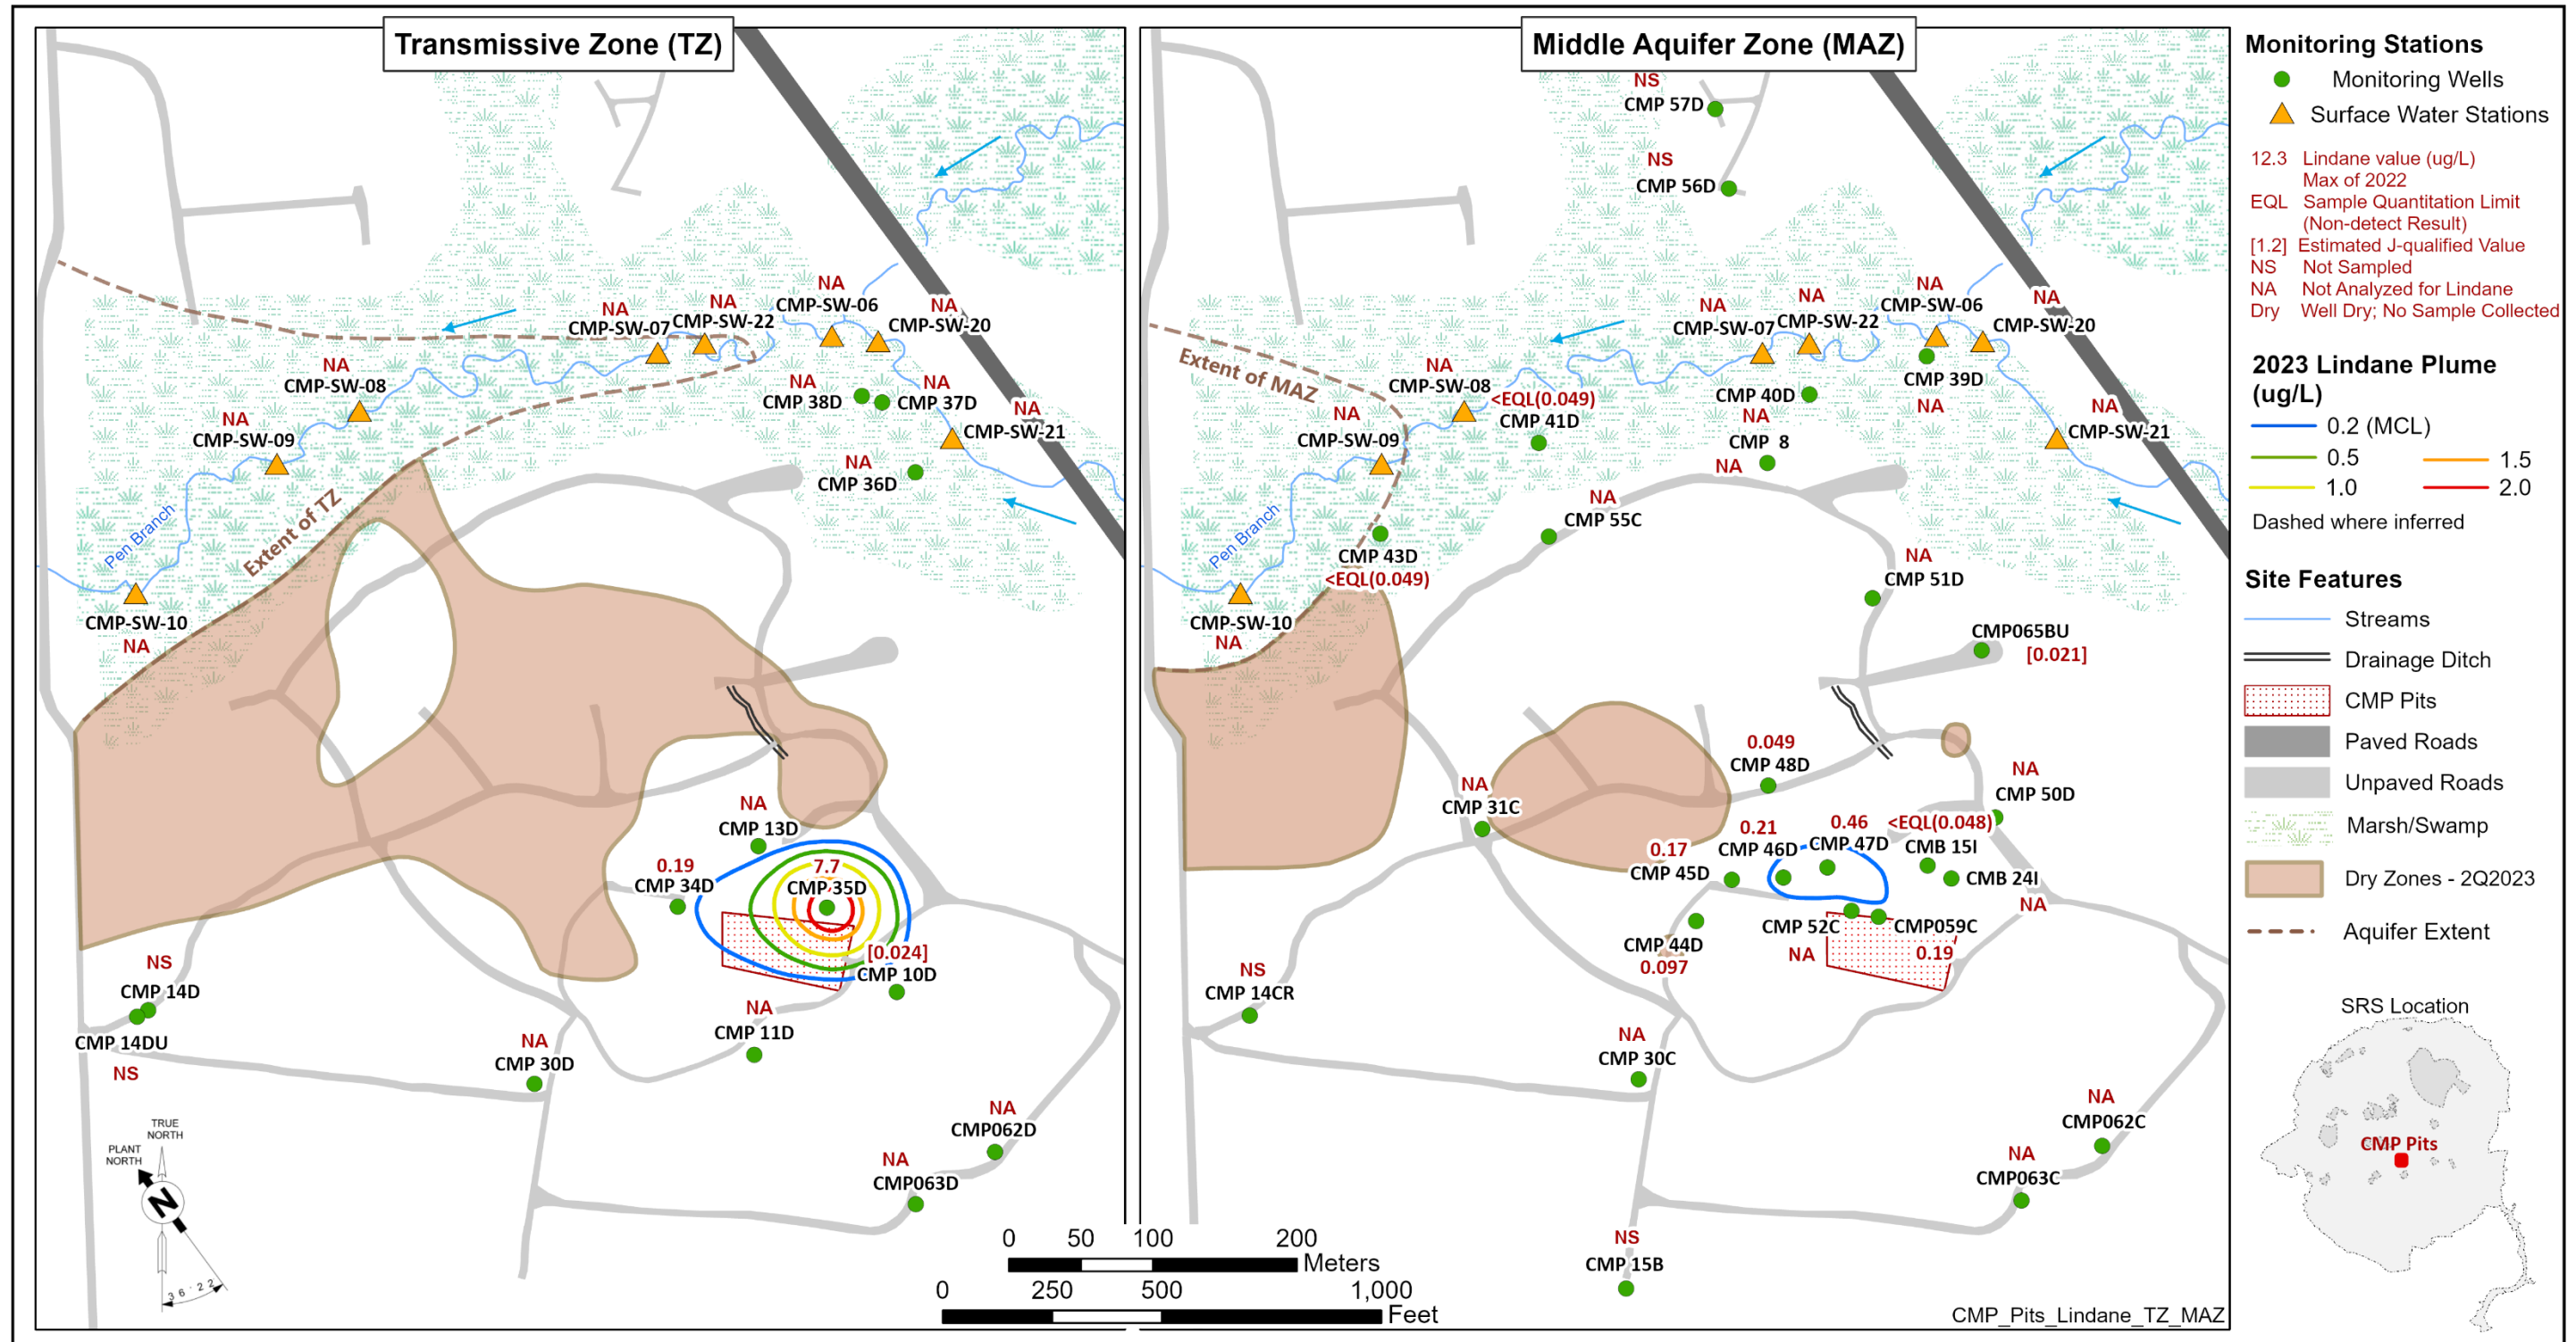 Transmissive Zone (TZ)
NA
CMP-SW-06
NA
CMP-SW-22
NA
CMP-SW-07
NA
CMP-SW-20
NA
CMP-SW-08
NA
CMP 38D
NA
CMP 37D
NA
CMP-SW-21
NA
CMP-SW-09
NA
CMP 36D
Pen Branch
Extent of TZ
CMP-SW-10
NA
NA
CMP 13D
0.19
CMP 34D
7.7
CMP 35D
[0.024]
CMP 10D
NS
CMP 14D
CMP 14DU
NS
NA
CMP 11D
NA
CMP 30D
NA
CMP062D
NA
CMP063D
TRUE
NORTH
PLANT
NORTH
N
36:22
0 50 100 200
Meters
0 250 500 1,000
Feet
Middle Aquifer Zone (MAZ)
NS
CMP 57D
NS
CMP 56D
NA
CMP-SW-06
NA
CMP-SW-22
NA
CMP-SW-07
NA
CMP-SW-20
Extent of MAZ
NA
CMP-SW-08
<EQL(0.049)
CMP 41D
CMP 40D
NA
CMP 39D
NA
NA
CMP-SW-21
NA
CMP-SW-09
CMP 8
NA
NA
CMP 55C
Pen Branch
CMP 43D
<EQL(0.049)
NA
CMP 51D
CMP-SW-10
NA
CMP065BU
[0.021]
0.049
CMP 48D
NA
CMP 31C
NA
CMP 50D
0.17
CMP 45D
0.21
CMP 46D
0.46
CMP 47D
<EQL(0.048)
CMB 15I
CMB 24I
NA
CMP 52C
NA
CMP059C
0.19
CMP 44D
0.097
NS
CMP 14CR
NA
CMP 30C
NA
CMP062C
NA
CMP063C
NS
CMP 15B
CMP_Pits_Lindane_TZ_MAZ
Monitoring Stations
Monitoring Wells
Surface Water Stations
12.3 Lindane value (ug/L)
Max of 2022
EQL Sample Quantitation Limit
(Non-detect Result)
[1.2] Estimated J-qualified Value
NS Not Sampled
NA Not Analyzed for Lindane
Dry Well Dry; No Sample Collected
2023 Lindane Plume
(ug/L)
0.2 (MCL)
0.5 1.5
1.0 2.0
Dashed where inferred
Site Features
Streams
Drainage Ditch
CMP Pits
Paved Roads
Unpaved Roads
Marsh/Swamp
Dry Zones - 2Q2023
Aquifer Extent
SRS Location
CMP Pits